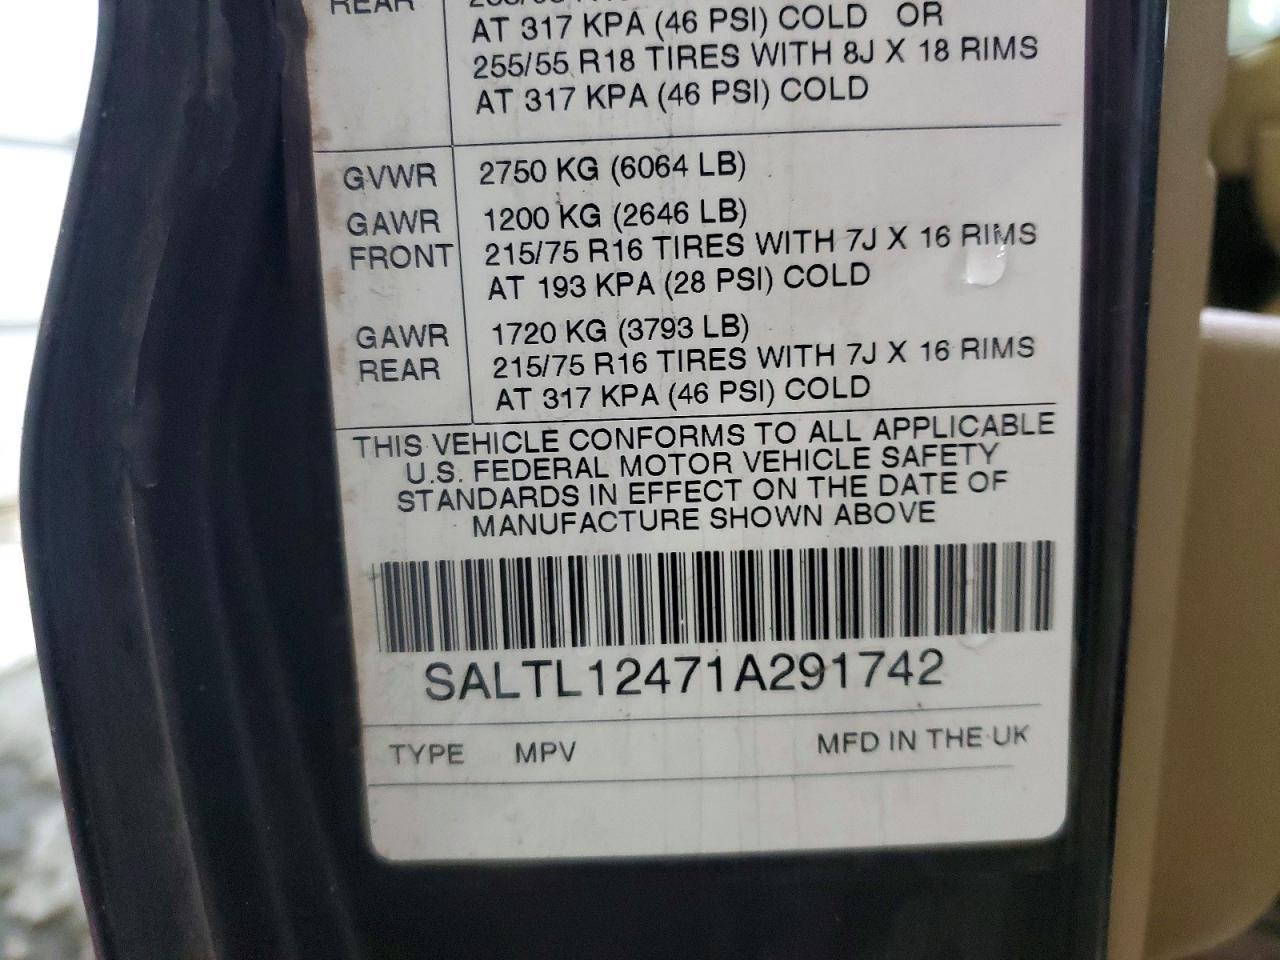 REAR
AT 317 KPA (46 PSI) COLD OR
255/55 R18 TIRES WITH 8J X 18 RIMS
AT 317 KPA (46 PSI) COLD
GVWR 2750 KG (6064 LB)
GAWR 1200 KG (2646 LB)
FRONT 215/75 R16 TIRES WITH 7J X 16 RIMS
AT 193 KPA (28 PSI) COLD
GAWR 1720 KG (3793 LB)
REAR 215/75 R16 TIRES WITH 7J X 16 RIMS
AT 317 KPA (46 PSI) COLD
THIS VEHICLE CONFORMS TO ALL APPLICABLE
U.S. FEDERAL MOTOR VEHICLE SAFETY
STANDARDS IN EFFECT ON THE DATE OF
MANUFACTURE SHOWN ABOVE
SALTL12471A291742
TYPE MPV MFD IN THE UK